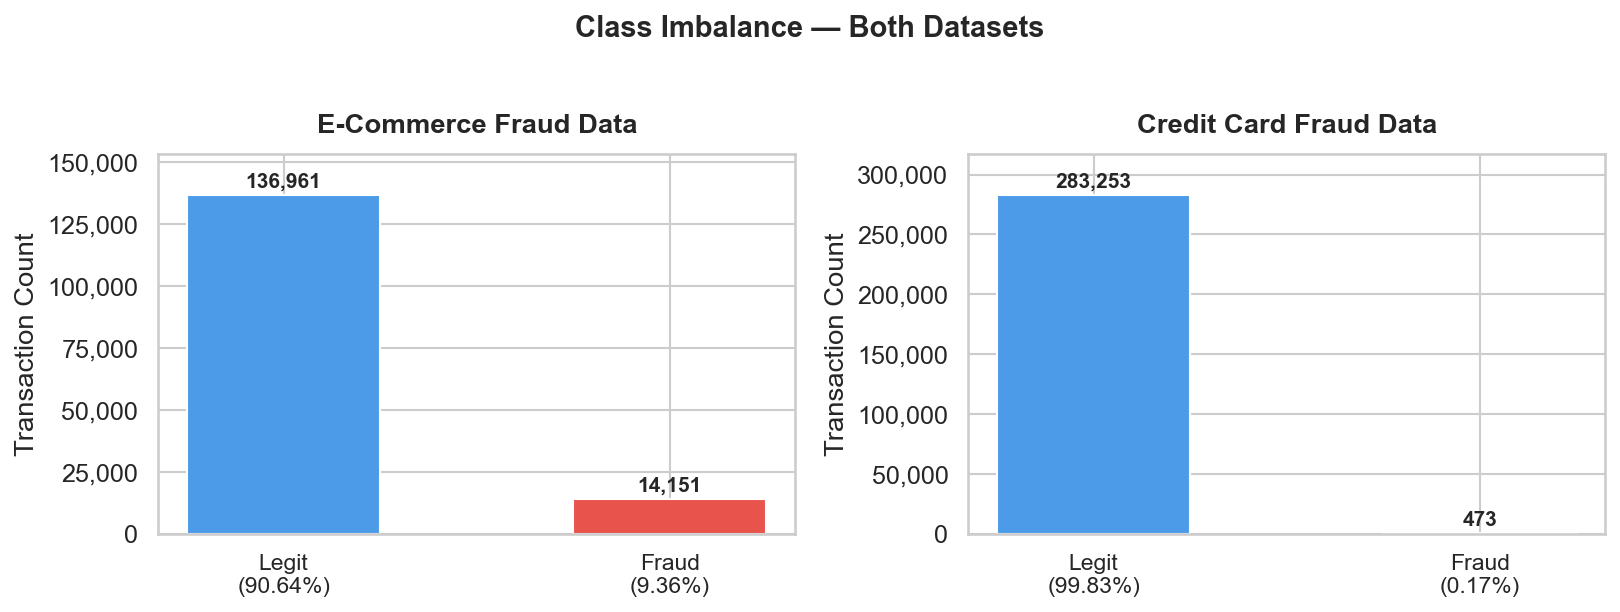 Class Imbalance — Both Datasets
E-Commerce Fraud Data
Transaction Count
150,000
125,000
100,000
75,000
50,000
25,000
0
136,961
14,151
Legit
(90.64%)
Fraud
(9.36%)
Credit Card Fraud Data
Transaction Count
300,000
250,000
200,000
150,000
100,000
50,000
0
283,253
473
Legit
(99.83%)
Fraud
(0.17%)